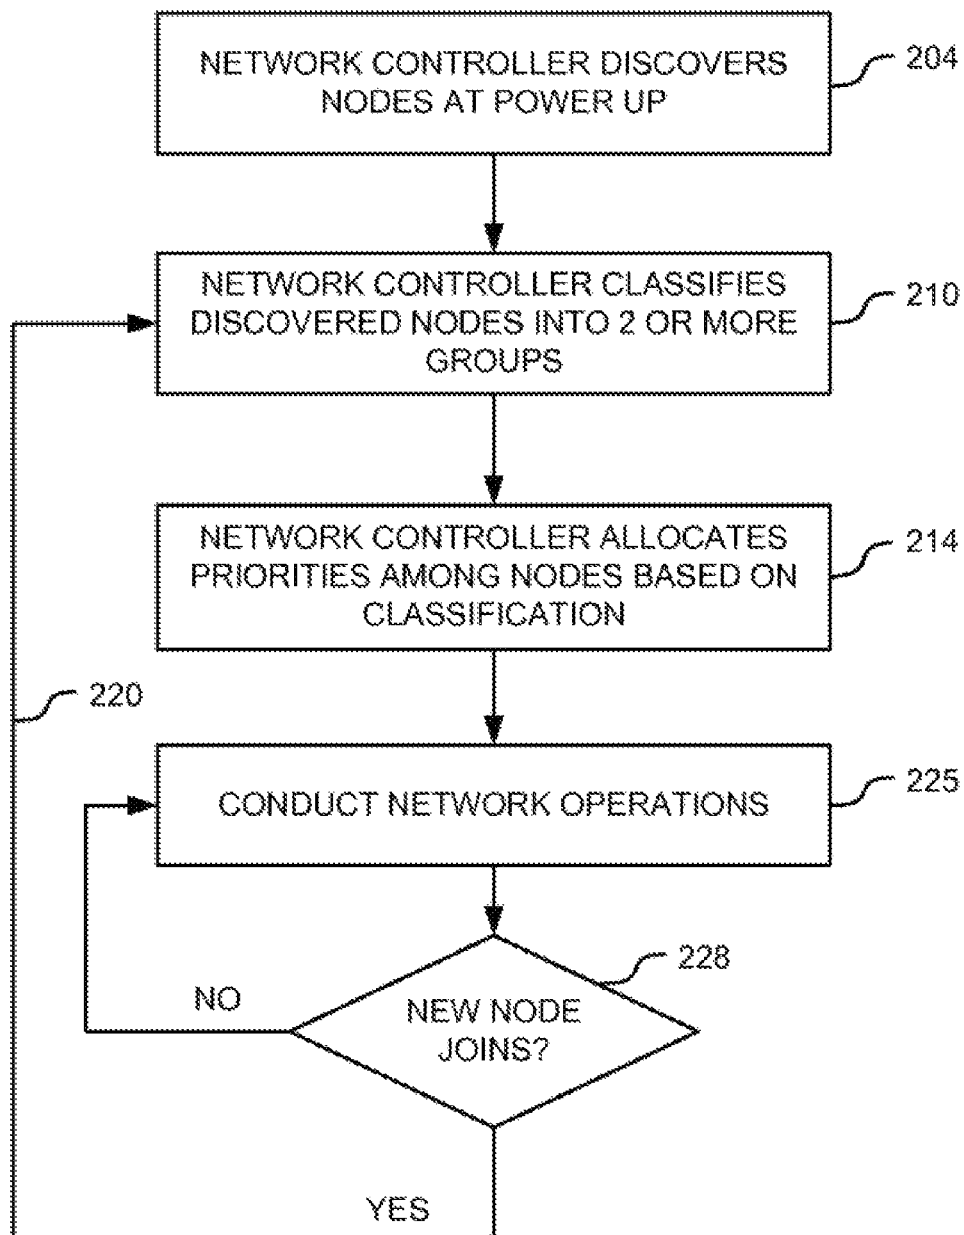 NETWORK CONTROLLER DISCOVERS
NODES AT POWER UP
204
NETWORK CONTROLLER CLASSIFIES
DISCOVERED NODES INTO 2 OR MORE
GROUPS
210
NETWORK CONTROLLER ALLOCATES
PRIORITIES AMONG NODES BASED ON
CLASSIFICATION
214
220
CONDUCT NETWORK OPERATIONS
225
228
NO
NEW NODE
JOINS?
YES